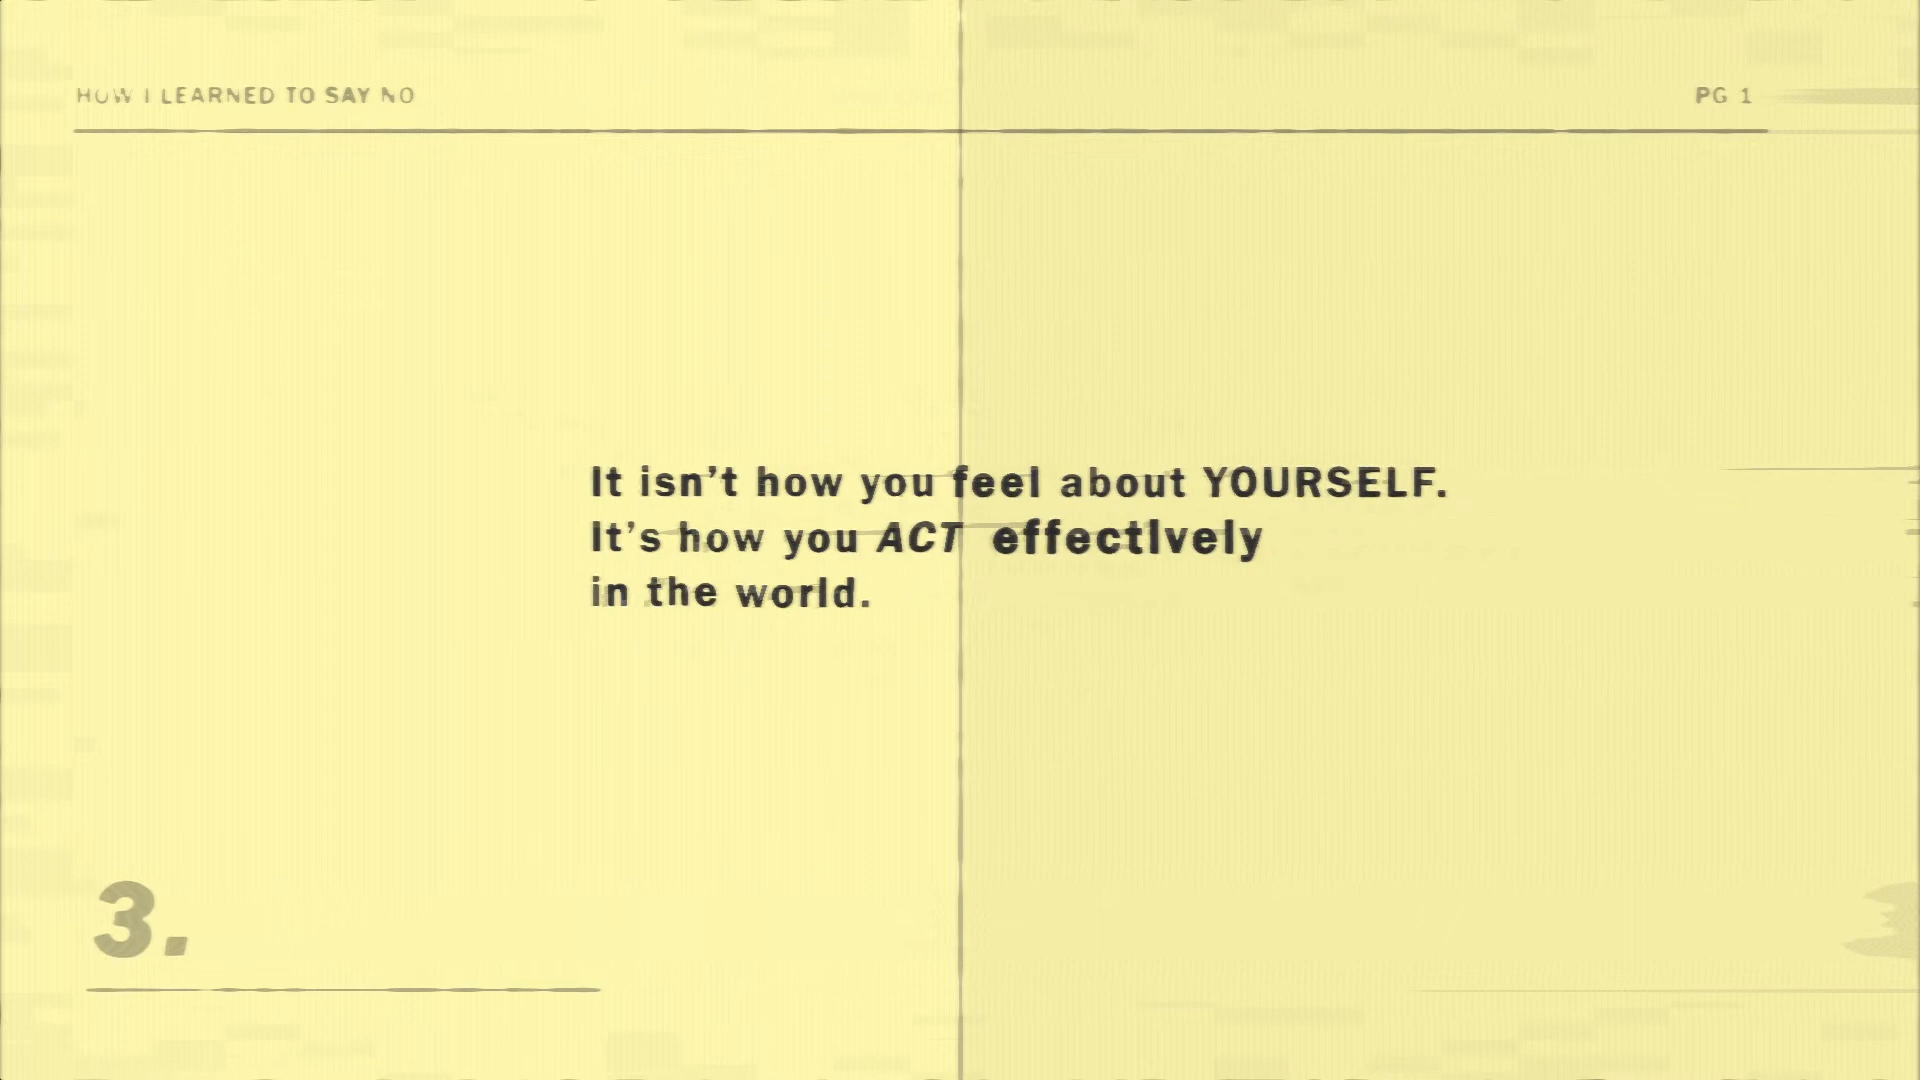 HOW I LEARNED TO SAY NO
PG 1
It isn’t how you feel about YOURSELF.
It’s how you ACT effectively
in the world.
3.